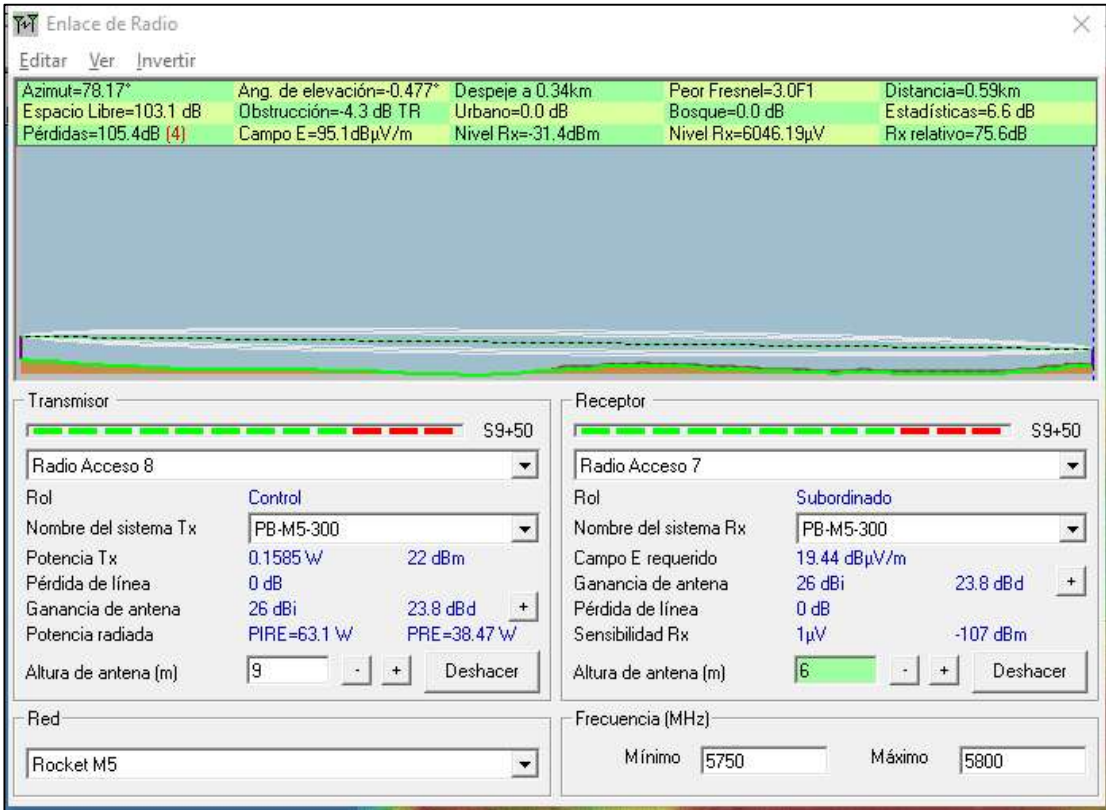 Enlace de Radio
Editar Ver Invertir
Azimut=78.17° Ang. de elevación=-0.477° Despeje a 0.34km Peor Fresnel=3.0F1 Distancia=0.59km
Espacio Libre=103.1 dB Obstrucción=-4.3 dB TR Urbano=0.0 dB Bosque=0.0 dB Estadísticas=6.6 dB
Pérdidas=105.4dB (4) Campo E=95.1dBµV/m Nivel Rx=-31.4dBm Nivel Rx=6046.19µV Rx relativo=75.6dB
Transmisor
S9+50
Radio Acceso 8
Rol Control
Nombre del sistema Tx PB-M5-300
Potencia Tx 0.1585 W 22 dBm
Pérdida de línea 0 dB
Ganancia de antena 26 dBi 23.8 dBd +
Potencia radiada PIRE=63.1 W PRE=38.47 W
Altura de antena (m) 9 - + Deshacer
Receptor
S9+50
Radio Acceso 7
Rol Subordinado
Nombre del sistema Rx PB-M5-300
Campo E requerido 19.44 dBµV/m
Ganancia de antena 26 dBi 23.8 dBd +
Pérdida de línea 0 dB
Sensibilidad Rx 1µV -107 dBm
Altura de antena (m) 6 - + Deshacer
Red
Rocket M5
Frecuencia (MHz)
Mínimo 5750 Máximo 5800